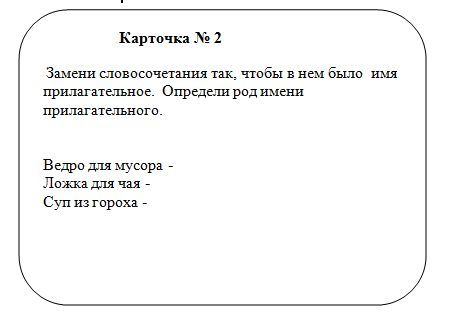 Карточка № 2
Замени словосочетания так, чтобы в нем было имя
прилагательное. Определи род имени
прилагательного.
Ведро для мусора -
Ложка для чая -
Суп из гороха -